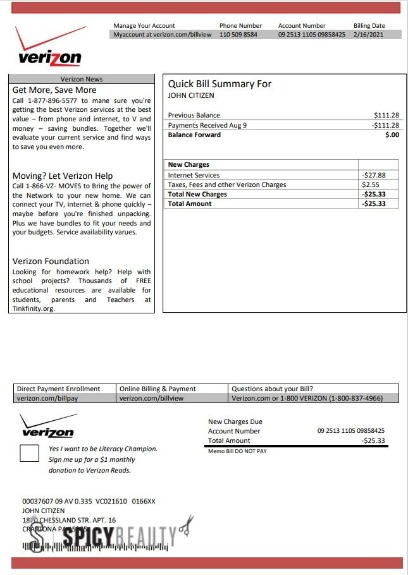 Manage Your Account Phone Number Account Number Billing Date
Myaccount at verizon.com/billview 110 509 8584 09 2513 1105 09858425 2/16/2021
verizon
Verizon News
Get More, Save More
Call 1-877-896-5577 to mane sure you're
getting the best Verizon services at the best
value – from phone and internet, to V and
money – saving bundles. Together we'll
evaluate your current service and find ways
to save you even more.
Moving? Let Verizon Help
Call 1-866-VZ- MOVES to Bring the power of
the Network to your new home. We can
connect your TV, internet & phone quickly –
maybe before you're finished unpacking.
Plus we have bundles to fit your needs and
your budgets. Service availability varues.
Verizon Foundation
Looking for homework help? Help with
school projects? Thousands of FREE
educational resources are available for
students, parents and Teachers at
Tinkfinity.org.
Quick Bill Summary For
JOHN CITIZEN
Previous Balance $111.28
Payments Received Aug 9 -$111.28
Balance Forward $.00
New Charges
Internet Services -$27.88
Taxes, Fees and other Verizon Charges $2.55
Total New Charges -$25.33
Total Amount -$25.33
Direct Payment Enrollment Online Billing & Payment Questions about your Bill?
verizon.com/billpay verizon.com/billview Verizon.com or 1-800 VERIZON (1-800-837-4966)
verizon
Yes I want to be Literacy Champion.
Sign me up for a $1 monthly
donation to Verizon Reads.
New Charges Due
Account Number 09 2513 1105 09858425
Total Amount -$25.33
Memo Bill DO NOT PAY
00037607 09 AV 0.335 VC021610 0166XX
JOHN CITIZEN
1870 CHESSLAND STR. APT. 16
SPICYBEAUTY